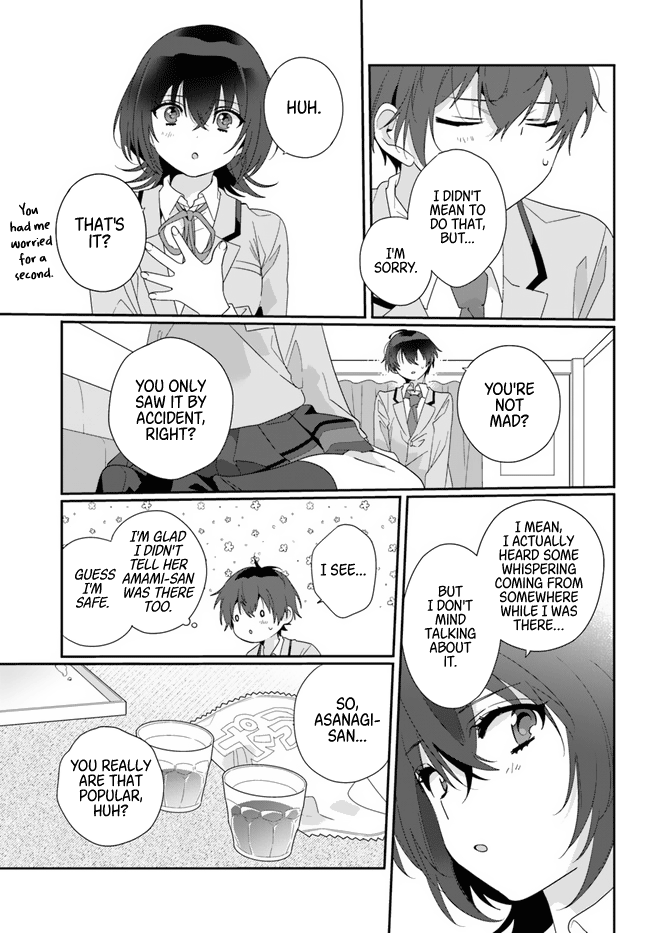 I DIDN'T
MEAN TO
DO THAT,
BUT...
I'M
SORRY.
HUH.
THAT'S
IT?
You
had me
worried
for a
second.
YOU'RE
NOT
MAD?
YOU ONLY
SAW IT BY
ACCIDENT,
RIGHT?
I MEAN,
I ACTUALLY
HEARD SOME
WHISPERING
COMING FROM
SOMEWHERE
WHILE I WAS
THERE...
BUT
I DON'T
MIND
TALKING
ABOUT
IT.
I SEE...
I'M GLAD
I DIDN'T
TELL HER
AMAMI-SAN
WAS THERE
TOO.
GUESS
I'M
SAFE.
SO,
ASANAGI-
SAN...
YOU REALLY
ARE THAT
POPULAR,
HUH?